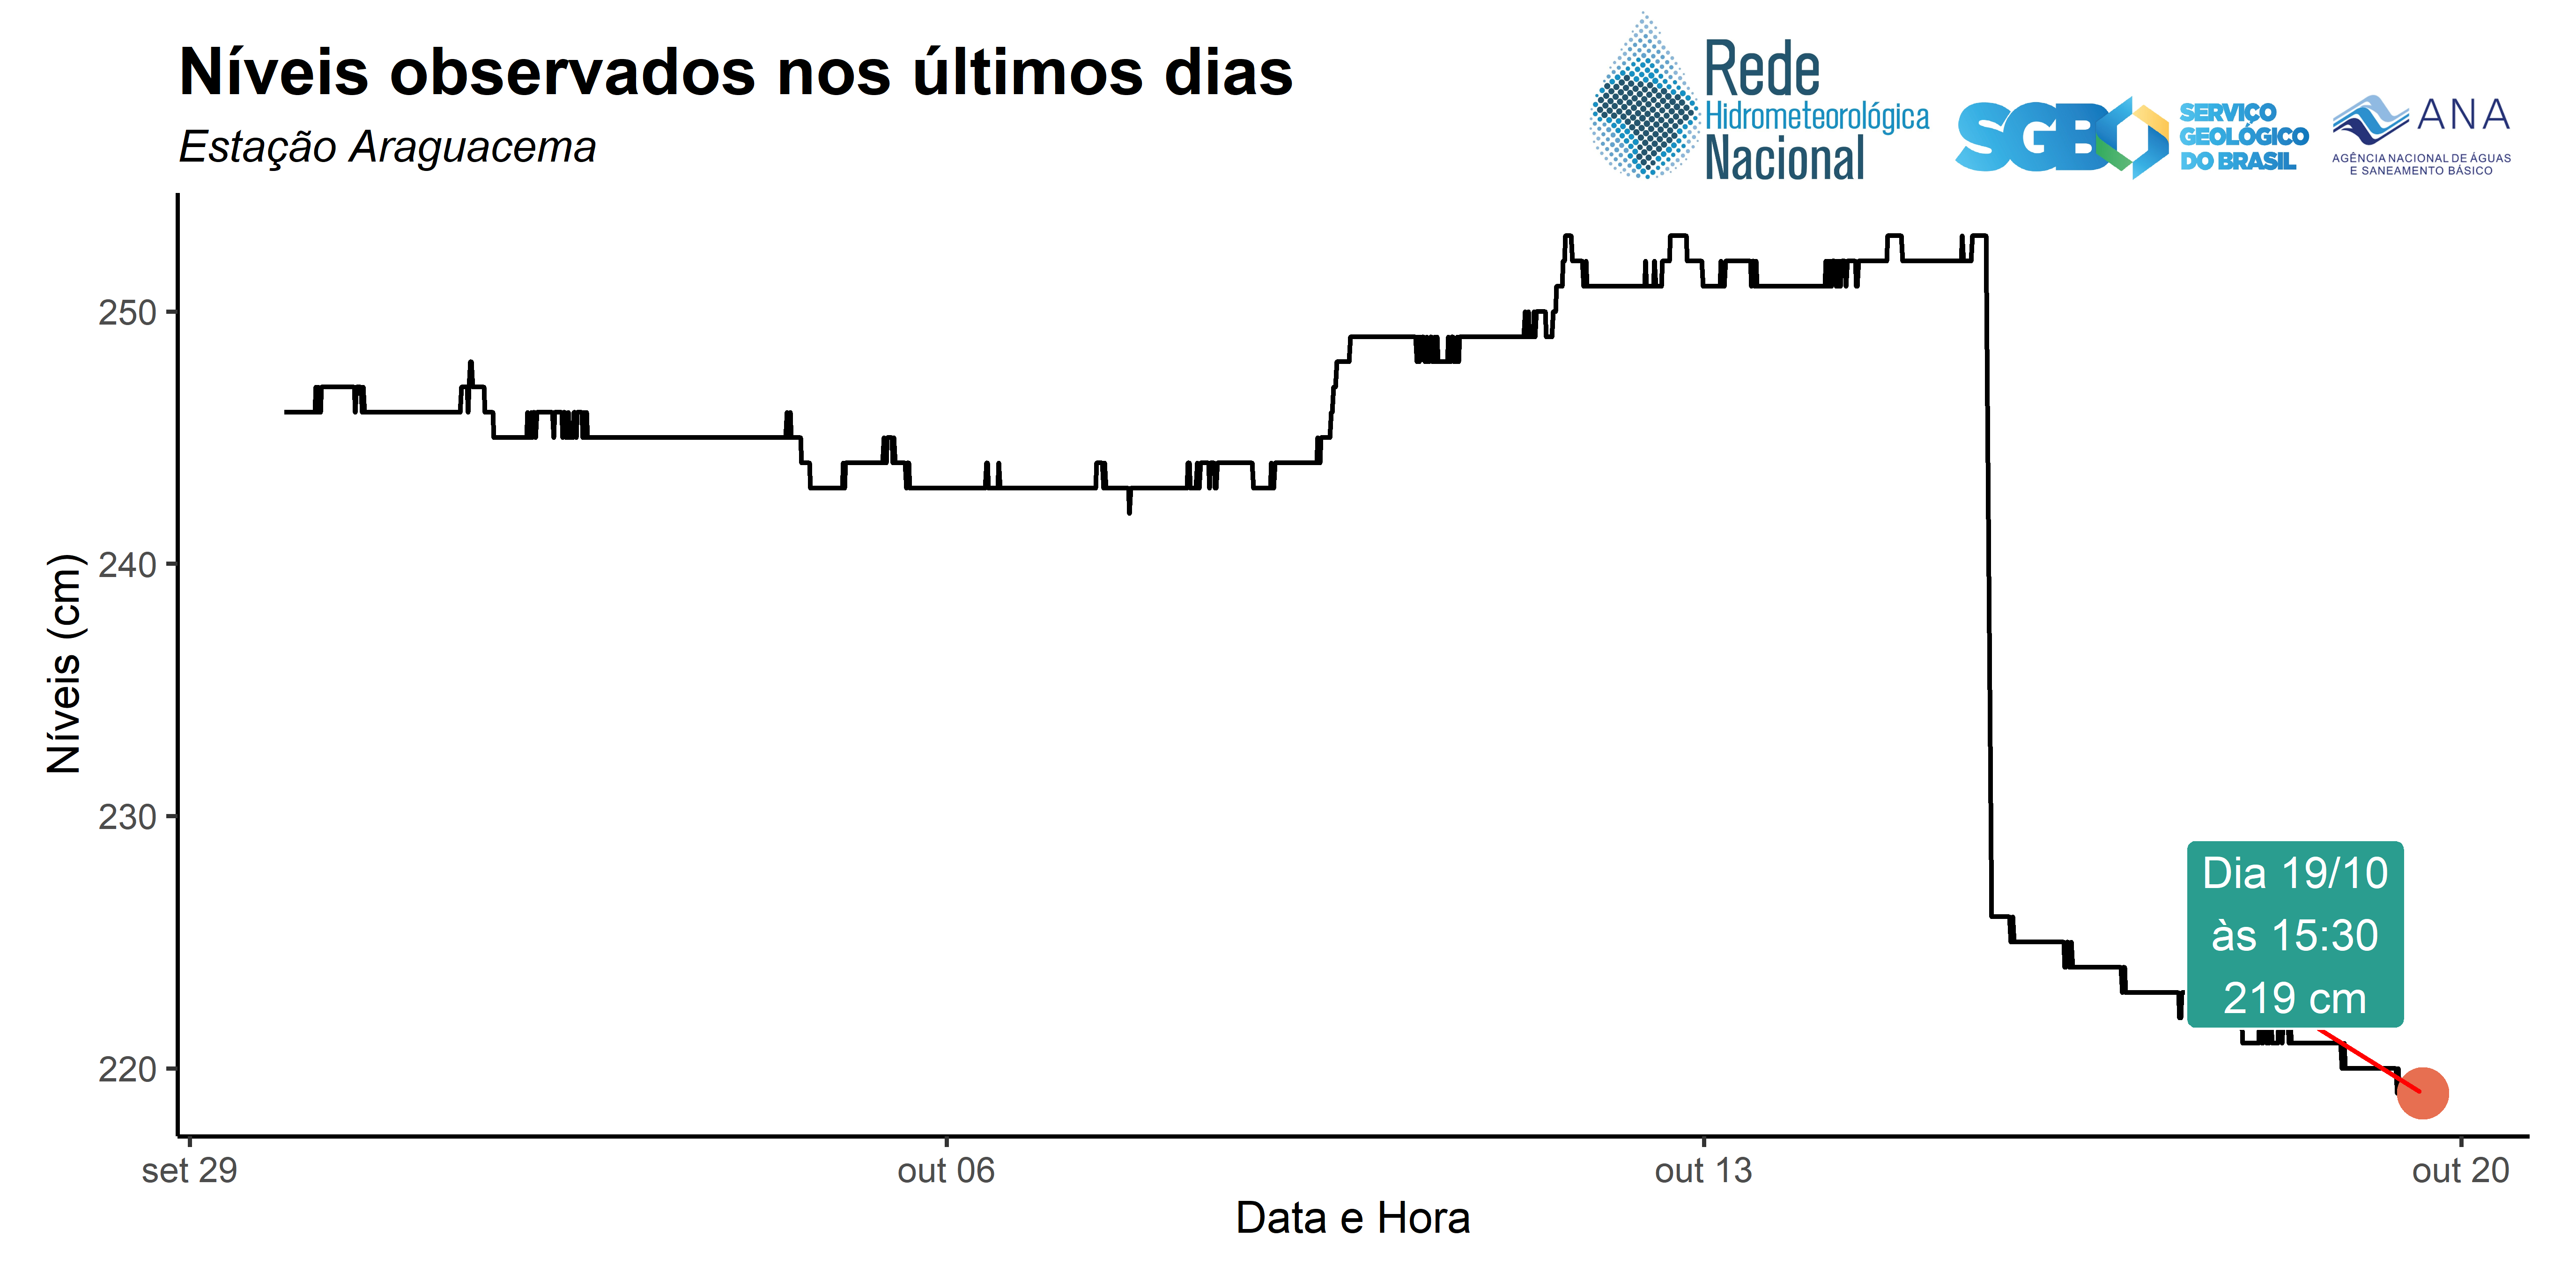 Níveis observados nos últimos dias
Estação Araguacema
Rede
Hidrometeorológica
Nacional
SGB
SERVIÇO
GEOLÓGICO
DO BRASIL
ANA
AGÊNCIA NACIONAL DE ÁGUAS
E SANEAMENTO BÁSICO
Níveis (cm)
250
240
230
220
Dia 19/10
às 15:30
219 cm
set 29
out 06
out 13
out 20
Data e Hora